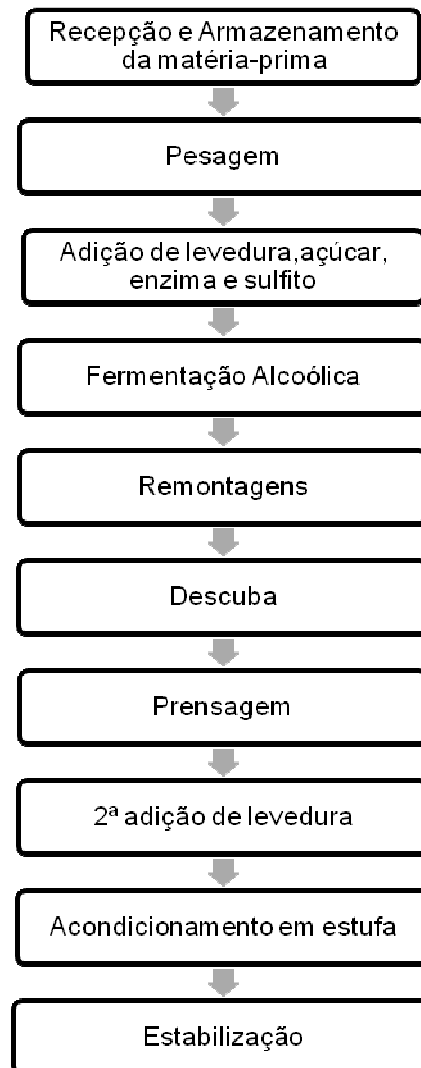 Recepção e Armazenamento
da matéria-prima
Pesagem
Adição de levedura,açúcar,
enzima e sulfito
Fermentação Alcoólica
Remontagens
Descuba
Prensagem
2ª adição de levedura
Acondicionamento em estufa
Estabilização